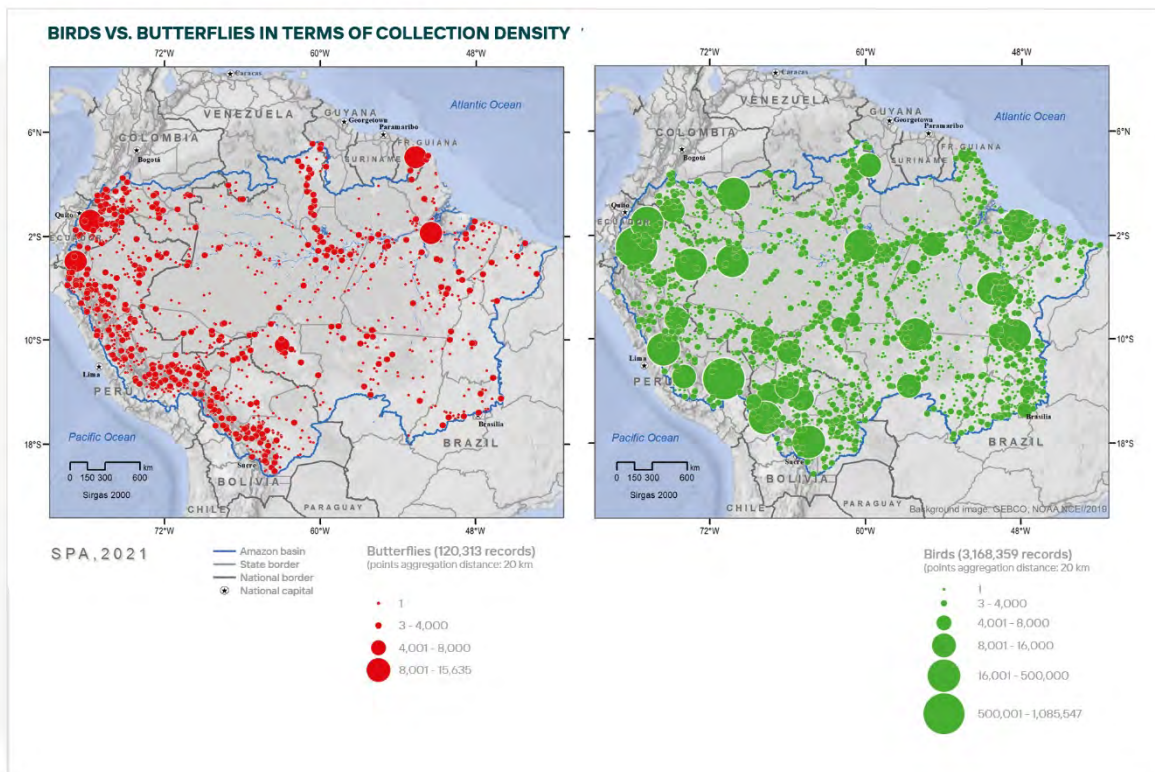 BIRDS VS. BUTTERFLIES IN TERMS OF COLLECTION DENSITY
72°W 60°W 48°W
Caracas
VENEZUELA
GUYANA
Georgetown
Paramaribo
Atlantic Ocean
6°N
COLOMBIA
Bogotá
SURINAME
FR. GUIANA
Quito
ECUADOR
2°S
10°S
Lima
PERU
Brasília
BRAZIL
18°S
Pacific Ocean
Sucre
BOLIVIA
0 150 300 600
km
Sirgas 2000
CHILE
PARAGUAY
72°W 60°W 48°W
72°W 60°W 48°W
Caracas
VENEZUELA
GUYANA
Georgetown
Paramaribo
Atlantic Ocean
6°N
COLOMBIA
Bogotá
SURINAME
FR. GUIANA
Quito
ECUADOR
2°S
10°S
Lima
PERU
Brasília
BRAZIL
18°S
Pacific Ocean
Sucre
BOLIVIA
0 150 300 600
km
Sirgas 2000
CHILE
PARAGUAY
Background image: GEBCO, NOAA NCEI/2019
72°W 60°W 48°W
SPA, 2021
Amazon basin
State border
National border
National capital
Butterflies (120,313 records)
(points aggregation distance: 20 km
1
3 - 4,000
4,001 - 8,000
8,001 - 15,635
Birds (3,168,359 records)
(points aggregation distance: 20 km
1
3 - 4,000
4,001 - 8,000
8,001 - 16,000
16,001 - 500,000
500,001 - 1,085,547